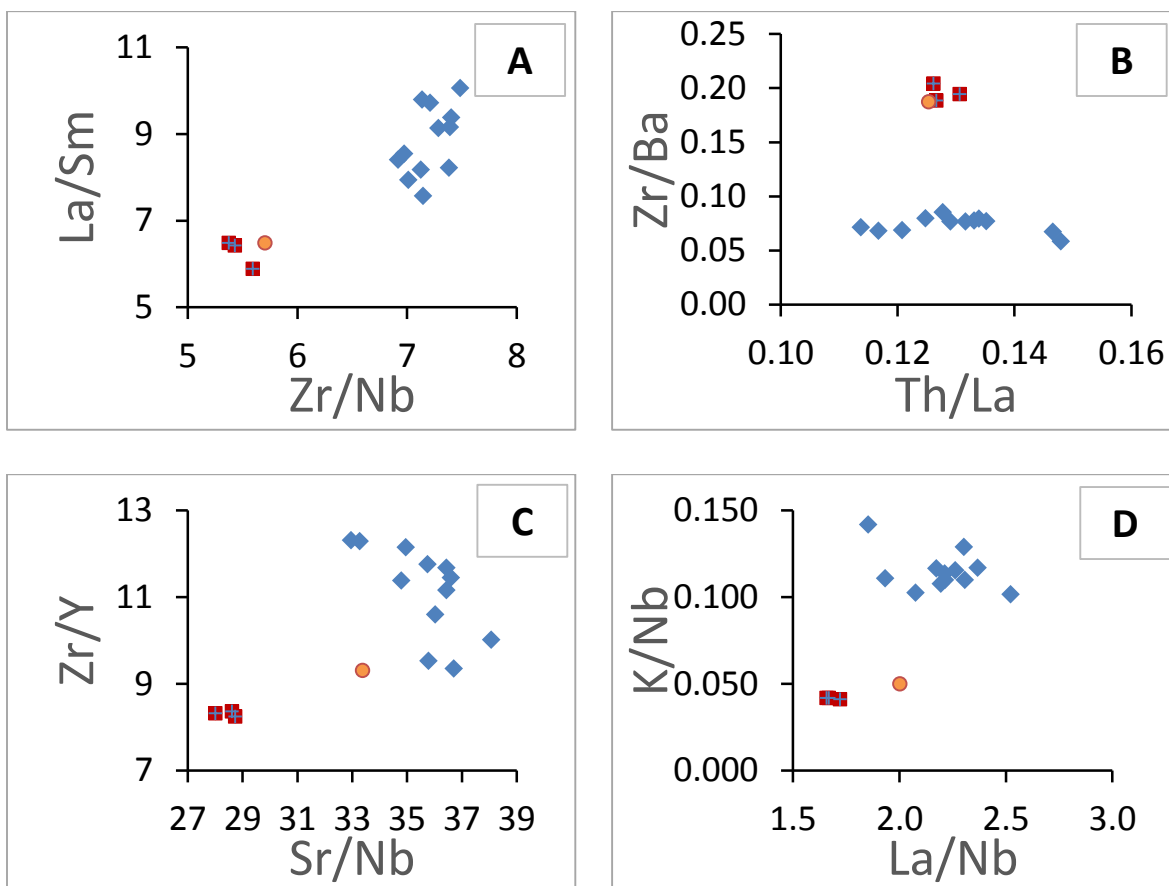 A
La/Sm
11
9
7
5
5 6 7 8
Zr/Nb
B
Zr/Ba
0.25
0.20
0.15
0.10
0.05
0.00
0.10 0.12 0.14 0.16
Th/La
C
Zr/Y
13
11
9
7
27 29 31 33 35 37 39
Sr/Nb
D
K/Nb
0.150
0.100
0.050
0.000
1.5 2.0 2.5 3.0
La/Nb